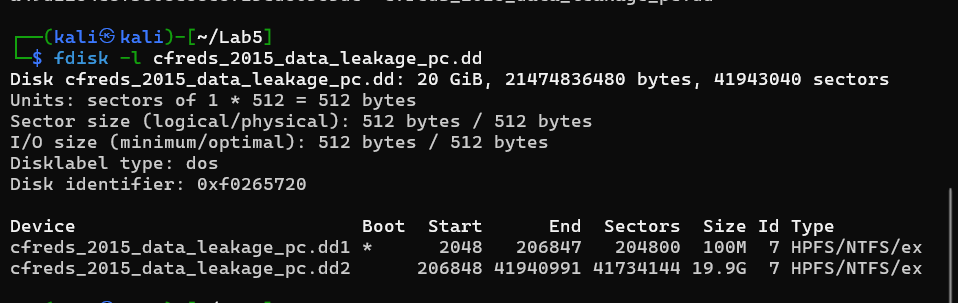 ┌──(kali㉿kali)-[~/Lab5]
└─$ fdisk -l cfreds_2015_data_leakage_pc.dd
Disk cfreds_2015_data_leakage_pc.dd: 20 GiB, 21474836480 bytes, 41943040 sectors
Units: sectors of 1 * 512 = 512 bytes
Sector size (logical/physical): 512 bytes / 512 bytes
I/O size (minimum/optimal): 512 bytes / 512 bytes
Disklabel type: dos
Disk identifier: 0xf0265720
Device Boot Start End Sectors Size Id Type
cfreds_2015_data_leakage_pc.dd1 * 2048 206847 204800 100M 7 HPFS/NTFS/ex
cfreds_2015_data_leakage_pc.dd2 206848 41940991 41734144 19.9G 7 HPFS/NTFS/ex